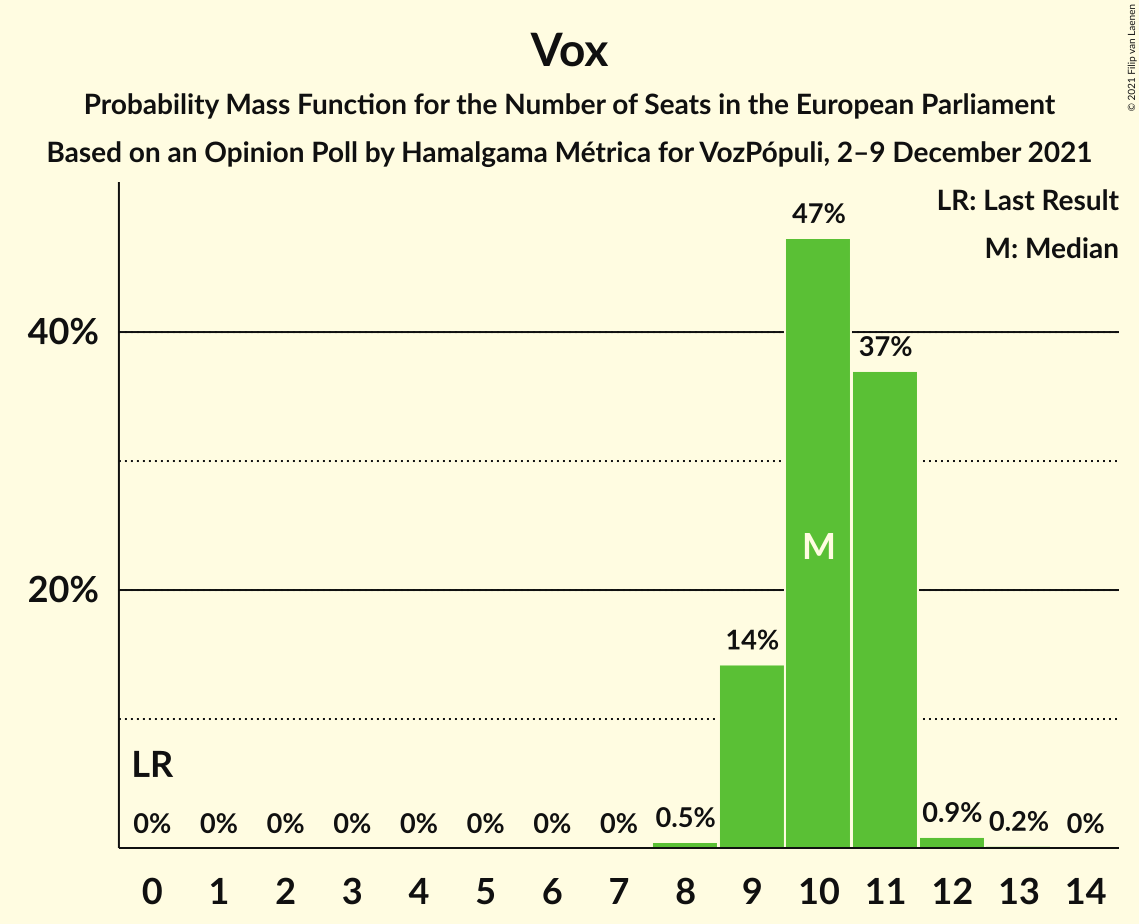 Vox
Probability Mass Function for the Number of Seats in the European Parliament
Based on an Opinion Poll by Hamalgama Métrica for VozPópuli, 2–9 December 2021
© 2021 Filip van Laenen
LR: Last Result
M: Median
47%
40%
37%
M
20%
14%
LR
0% 0% 0% 0% 0% 0% 0% 0% 0.5% 0.9% 0.2% 0%
0 1 2 3 4 5 6 7 8 9 10 11 12 13 14